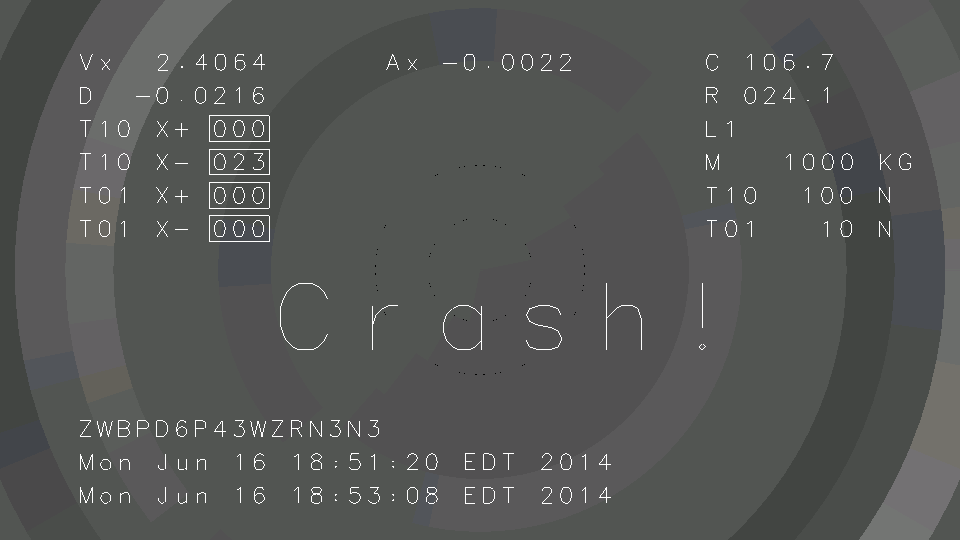 Vx 2.4064 Ax -0.0022 C 106.7
D -0.0216 R 024.1
T10 X+ 000 L1
T10 X- 023 M 1000 KG
T01 X+ 000 T10 100 N
T01 X- 000 T01 10 N
Crash!
ZWBPD6P43WZRN3N3
Mon Jun 16 18:51:20 EDT 2014
Mon Jun 16 18:53:08 EDT 2014